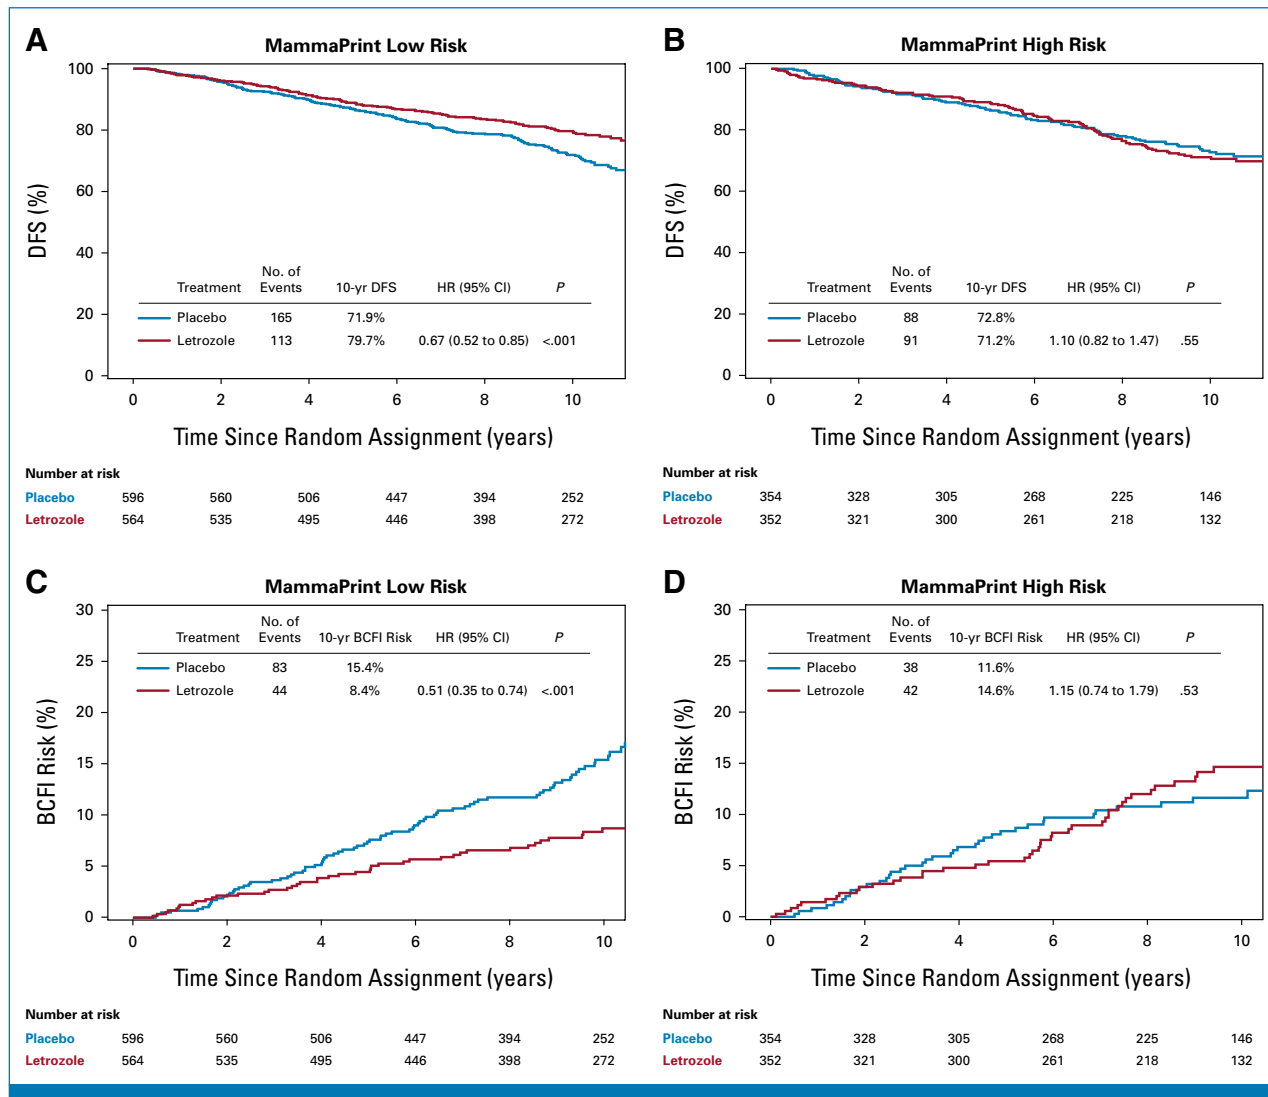 A
MammaPrint Low Risk
DFS (%)
100
80
60
40
20
0
Treatment No. of Events 10-yr DFS HR (95% CI) P
Placebo 165 71.9%
Letrozole 113 79.7% 0.67 (0.52 to 0.85) <.001
0 2 4 6 8 10
Time Since Random Assignment (years)
Number at risk
Placebo 596 560 506 447 394 252
Letrozole 564 535 495 446 398 272
B
MammaPrint High Risk
DFS (%)
100
80
60
40
20
0
Treatment No. of Events 10-yr DFS HR (95% CI) P
Placebo 88 72.8%
Letrozole 91 71.2% 1.10 (0.82 to 1.47) .55
0 2 4 6 8 10
Time Since Random Assignment (years)
Number at risk
Placebo 354 328 305 268 225 146
Letrozole 352 321 300 261 218 132
C
MammaPrint Low Risk
BCFI Risk (%)
30
25
20
15
10
5
0
Treatment No. of Events 10-yr BCFI Risk HR (95% CI) P
Placebo 83 15.4%
Letrozole 44 8.4% 0.51 (0.35 to 0.74) <.001
0 2 4 6 8 10
Time Since Random Assignment (years)
Number at risk
Placebo 596 560 506 447 394 252
Letrozole 564 535 495 446 398 272
D
MammaPrint High Risk
BCFI Risk (%)
30
25
20
15
10
5
0
Treatment No. of Events 10-yr BCFI Risk HR (95% CI) P
Placebo 38 11.6%
Letrozole 42 14.6% 1.15 (0.74 to 1.79) .53
0 2 4 6 8 10
Time Since Random Assignment (years)
Number at risk
Placebo 354 328 305 268 225 146
Letrozole 352 321 300 261 218 132